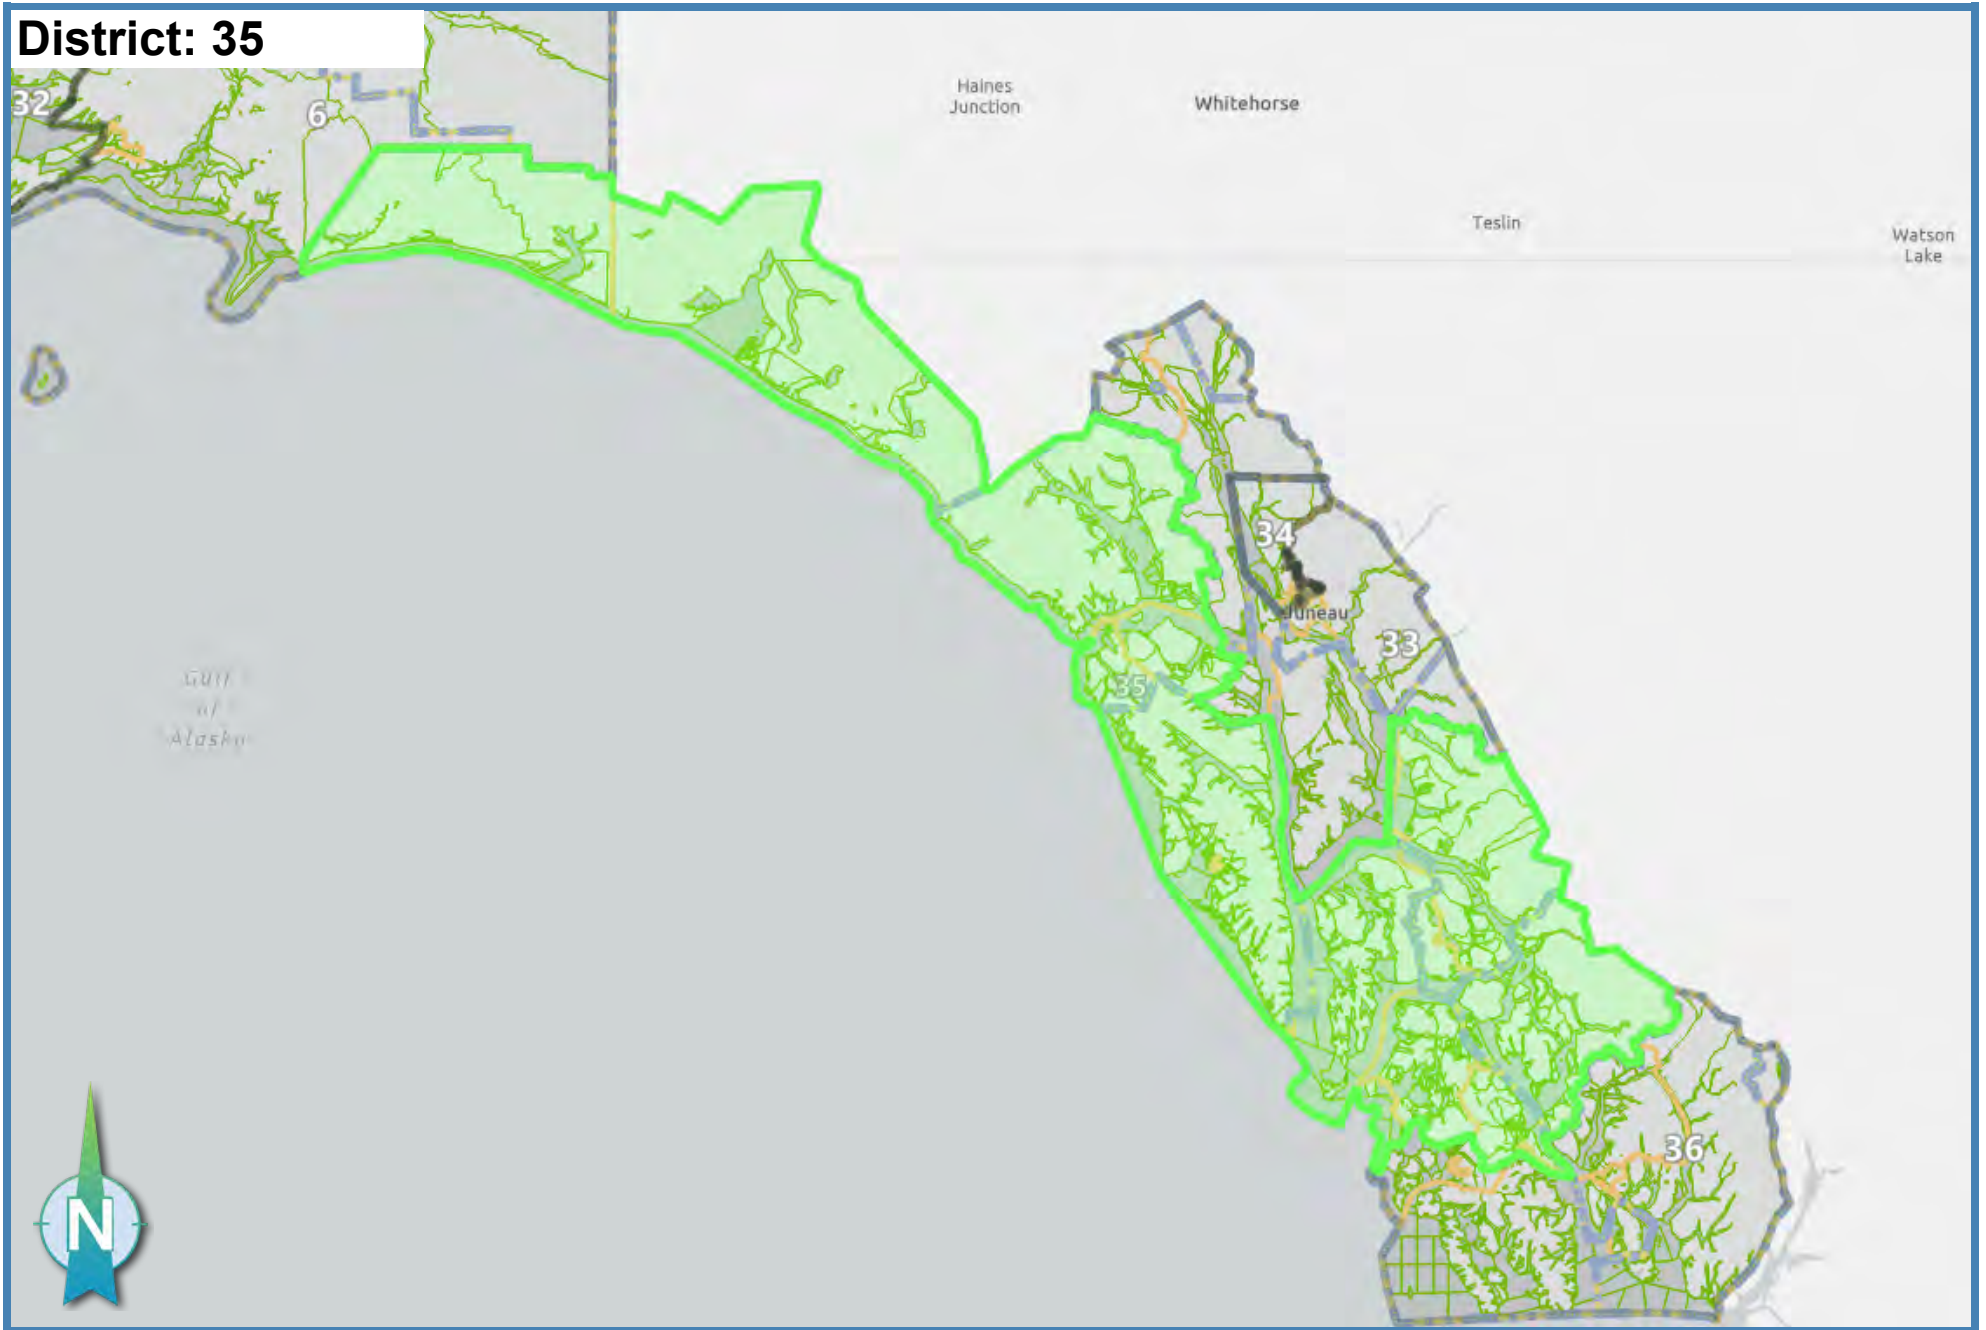 District: 35
32
6
Haines
Junction
Whitehorse
Teslin
Watson
Lake
34
Juneau
33
35
Gulf
of
Alaska
36
N